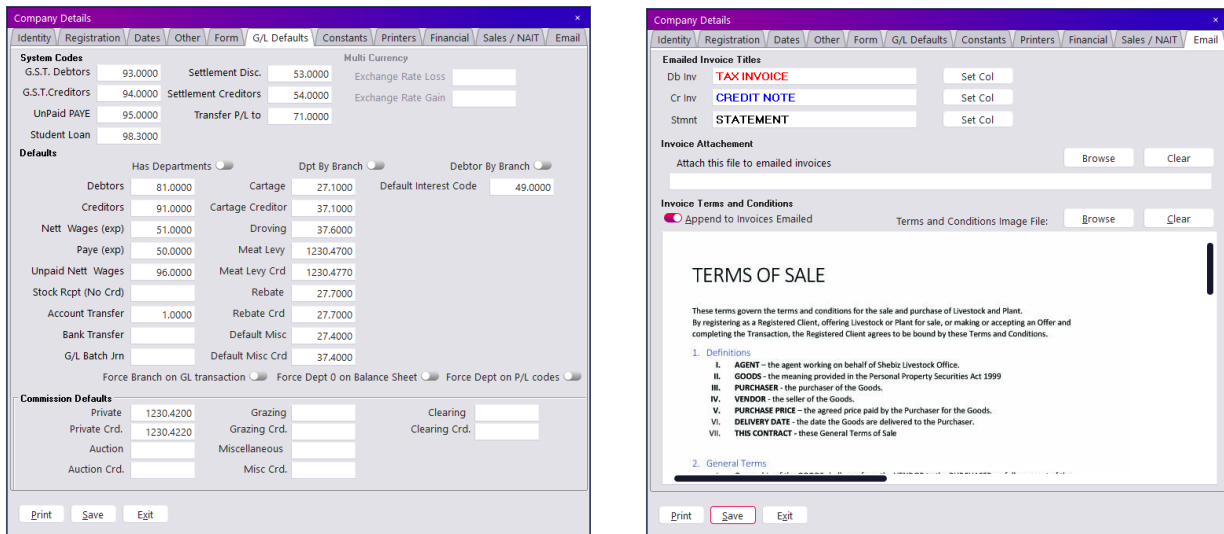 Company Details
×
Identity Registration Dates Other Form G/L Defaults Constants Printers Financial Sales / NAIT Email
System Codes Multi Currency
G.S.T. Debtors 93.0000 Settlement Disc. 53.0000 Exchange Rate Loss
G.S.T.Creditors 94.0000 Settlement Creditors 54.0000 Exchange Rate Gain
UnPaid PAYE 95.0000 Transfer P/L to 71.0000
Student Loan 98.3000
Defaults
Has Departments Dpt By Branch Debtor By Branch
Debtors 81.0000 Cartage 27.1000 Default Interest Code 49.0000
Creditors 91.0000 Cartage Creditor 37.1000
Nett Wages (exp) 51.0000 Droving 37.6000
Paye (exp) 50.0000 Meat Levy 1230.4700
Unpaid Nett Wages 96.0000 Meat Levy Crd 1230.4770
Stock Rcpt (No Crd) Rebate 27.7000
Account Transfer 1.0000 Rebate Crd 27.7000
Bank Transfer Default Misc 27.4000
G/L Batch Jrn Default Misc Crd 37.4000
Force Branch on GL transaction Force Dept 0 on Balance Sheet Force Dept on P/L codes
Commission Defaults
Private 1230.4200 Grazing Clearing
Private Crd. 1230.4220 Grazing Crd. Clearing Crd.
Auction Miscellaneous
Auction Crd. Misc Crd.
Print Save Exit
Company Details
×
Identity Registration Dates Other Form G/L Defaults Constants Printers Financial Sales / NAIT Email
Emailed Invoice Titles
Db Inv TAX INVOICE Set Col
Cr Inv CREDIT NOTE Set Col
Stmnt STATEMENT Set Col
Invoice Attachement
Attach this file to emailed invoices Browse Clear
Invoice Terms and Conditions
Append to Invoices Emailed Terms and Conditions Image File: Browse Clear
TERMS OF SALE
These terms govern the terms and conditions for the sale and purchase of Livestock and Plant.
By registering as a Registered Client, offering Livestock or Plant for sale, or making or accepting an Offer and
completing the Transaction, the Registered Client agrees to be bound by these Terms and Conditions.
1. Definitions
I. AGENT – the agent working on behalf of Shebiz Livestock Office.
II. GOODS - the meaning provided in the Personal Property Securities Act 1999
III. PURCHASER - the purchaser of the Goods.
IV. VENDOR - the seller of the Goods.
V. PURCHASE PRICE – the agreed price paid by the Purchaser for the Goods.
VI. DELIVERY DATE - the date the Goods are delivered to the Purchaser.
VII. THIS CONTRACT - these General Terms of Sale
2. General Terms
Print Save Exit